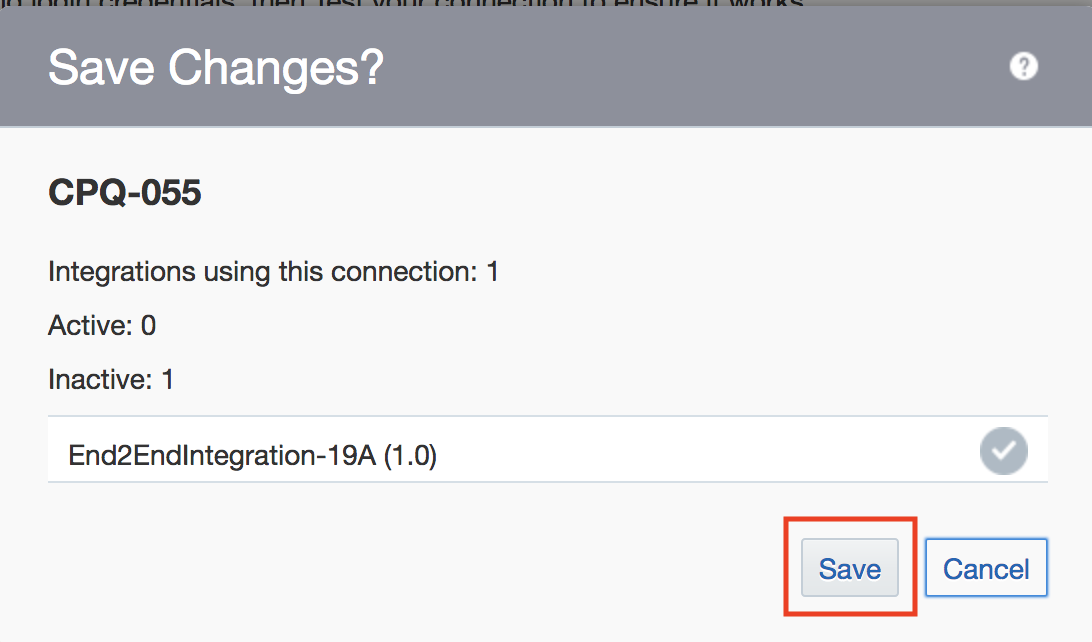 login credentials, then Test your connection to ensure it works
Save Changes?
?
CPQ-055
Integrations using this connection: 1
Active: 0
Inactive: 1
End2EndIntegration-19A (1.0)
Save
Cancel